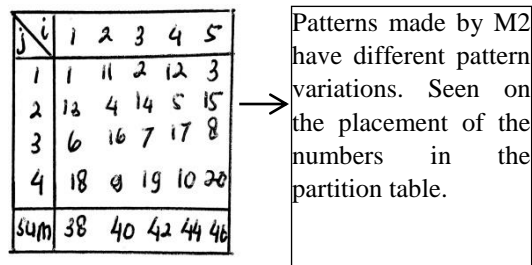 j i 1 2 3 4 5
1 1 11 2 12 3
2 13 4 14 5 15
3 6 16 7 17 8
4 18 9 19 10 20
sum 38 40 42 44 46
Patterns made by M2
have different pattern
variations. Seen on
the placement of the
numbers in the
partition table.